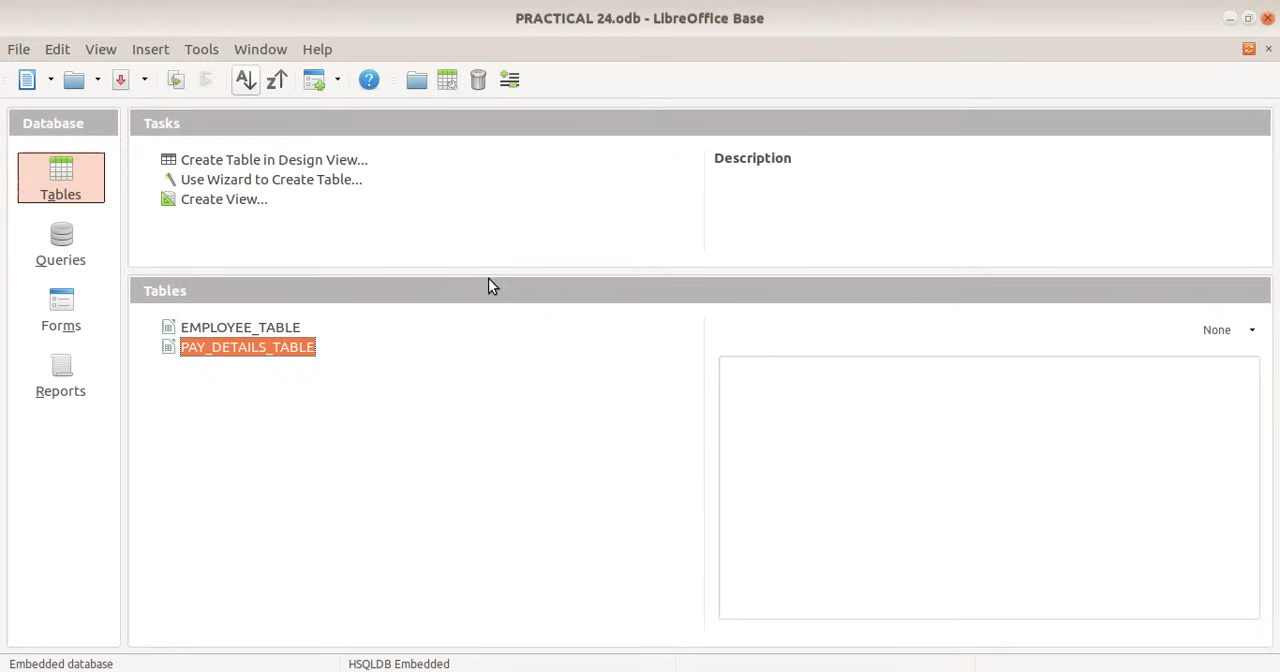 PRACTICAL 24.odb - LibreOffice Base
File Edit View Insert Tools Window Help
Database
Tasks
Tables
Queries
Forms
Reports
Create Table in Design View...
Use Wizard to Create Table...
Create View...
Description
Tables
EMPLOYEE_TABLE
PAY_DETAILS_TABLE
None
Embedded database
HSQLDB Embedded